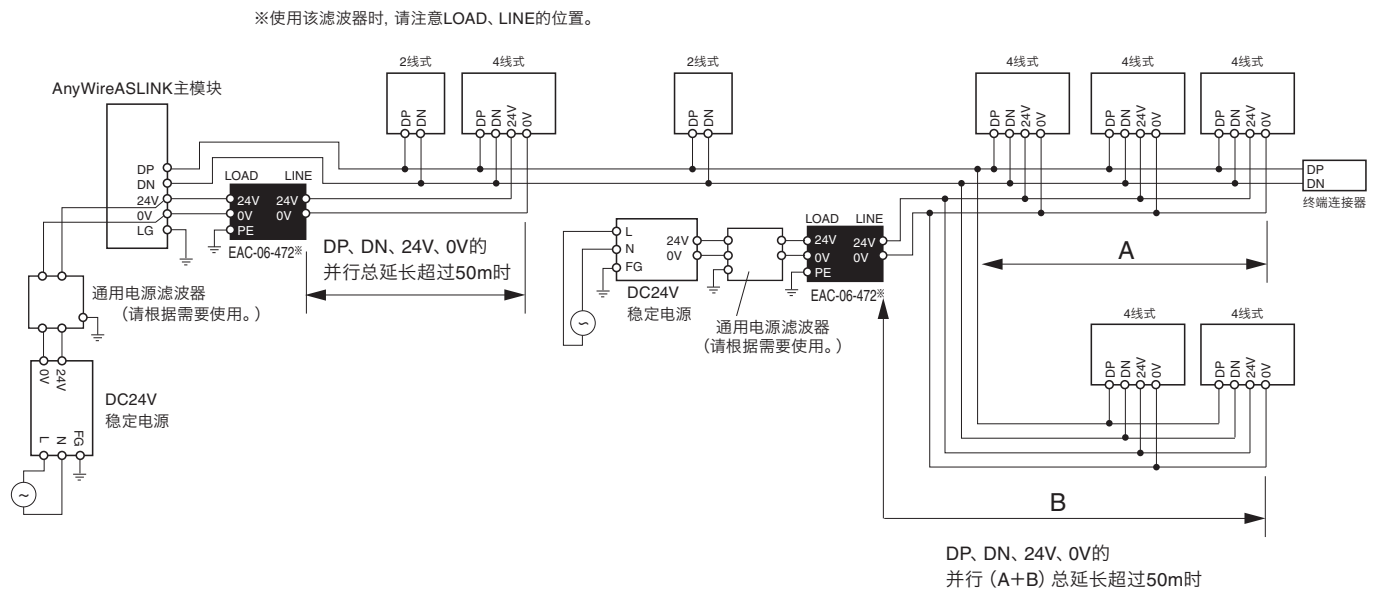 ※使用该滤波器时, 请注意LOAD、LINE的位置。
2线式
4线式
2线式
4线式
4线式
4线式
AnyWireASLINK主模块
DP
DN
DP
DN
24V
0V
DP
DN
DP
DN
24V
0V
DP
DN
24V
0V
DP
DN
24V
0V
DP
DN
24V
0V
LG
LOAD
LINE
24V
0V
PE
24V
0V
EAC-06-472※
DP
DN
终端连接器
DP、DN、24V、0V的
并行总延长超过50m时
L
N
FG
24V
0V
DC24V
稳定电源
LOAD
LINE
24V
0V
PE
24V
0V
EAC-06-472※
A
通用电源滤波器
（请根据需要使用。）
通用电源滤波器
（请根据需要使用。）
4线式
4线式
DP
DN
24V
0V
DP
DN
24V
0V
0V
24V
L
N
FG
DC24V
稳定电源
~
~
B
DP、DN、24V、0V的
并行（A+B）总延长超过50m时